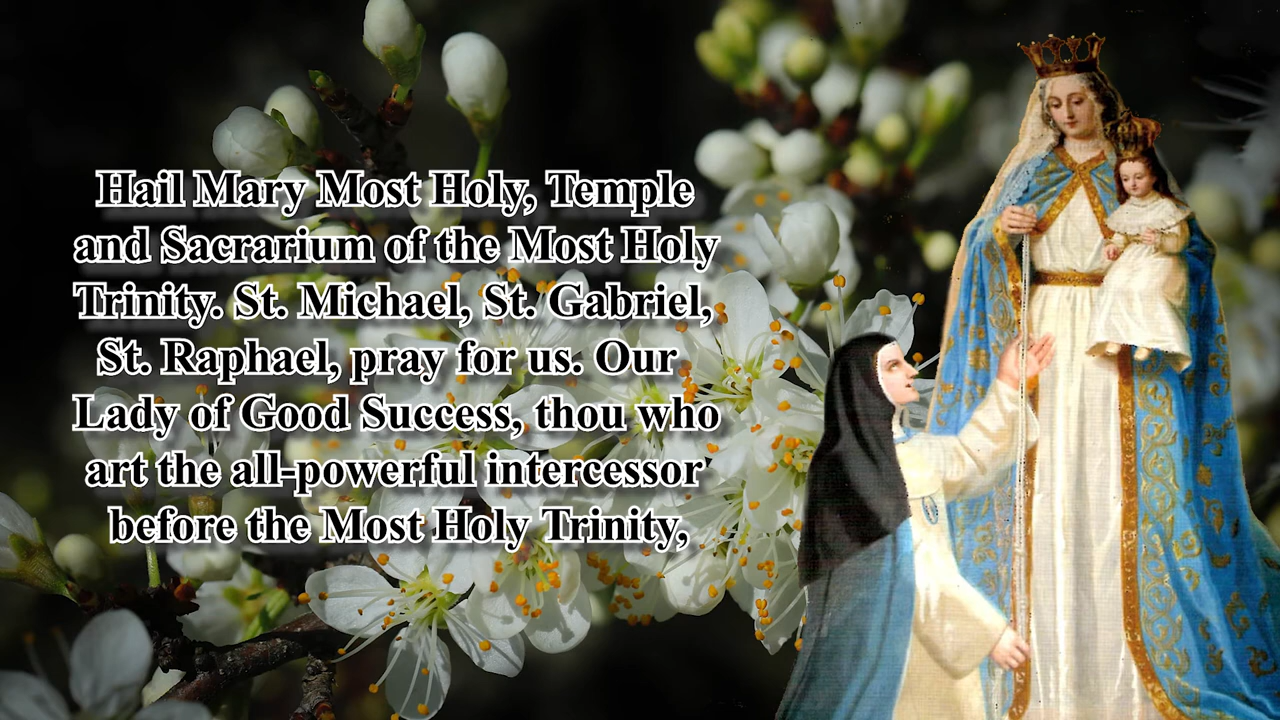 Hail Mary Most Holy, Temple
and Sacrarium of the Most Holy
Trinity. St. Michael, St. Gabriel,
St. Raphael, pray for us. Our
Lady of Good Success, thou who
art the all-powerful intercessor
before the Most Holy Trinity,